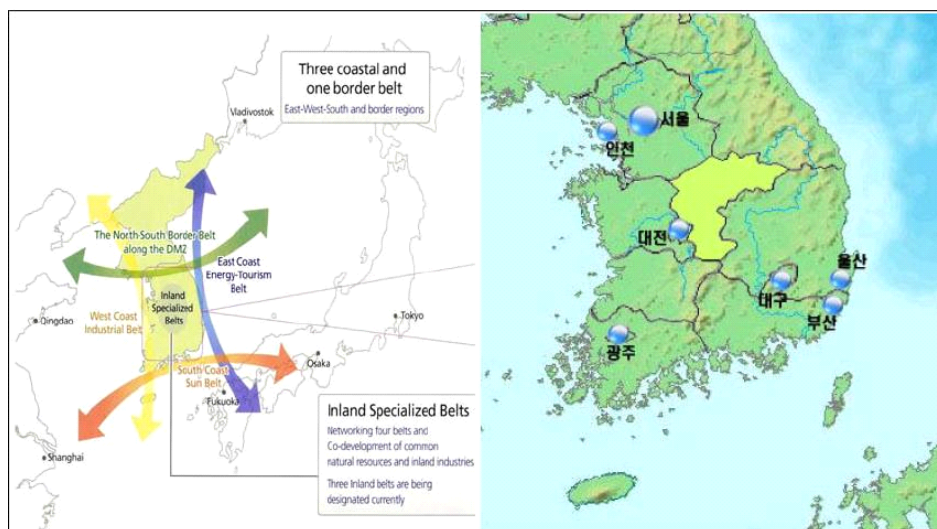 Three coastal and
one border belt
East-West-South and border regions
Vladivostok
The North-South Border Belt
along the DMZ
East Coast
Energy-Tourism
Belt
Inland
Specialized
Belts
West Coast
Industrial Belt
Qingdao
Tokyo
South Coast
Sun Belt
Osaka
Fukuoka
Shanghai
Inland Specialized Belts
Networking four belts and
Co-development of common
natural resources and inland industries
Three Inland belts are being
designated currently
서울
인천
대전
대구
울산
부산
광주